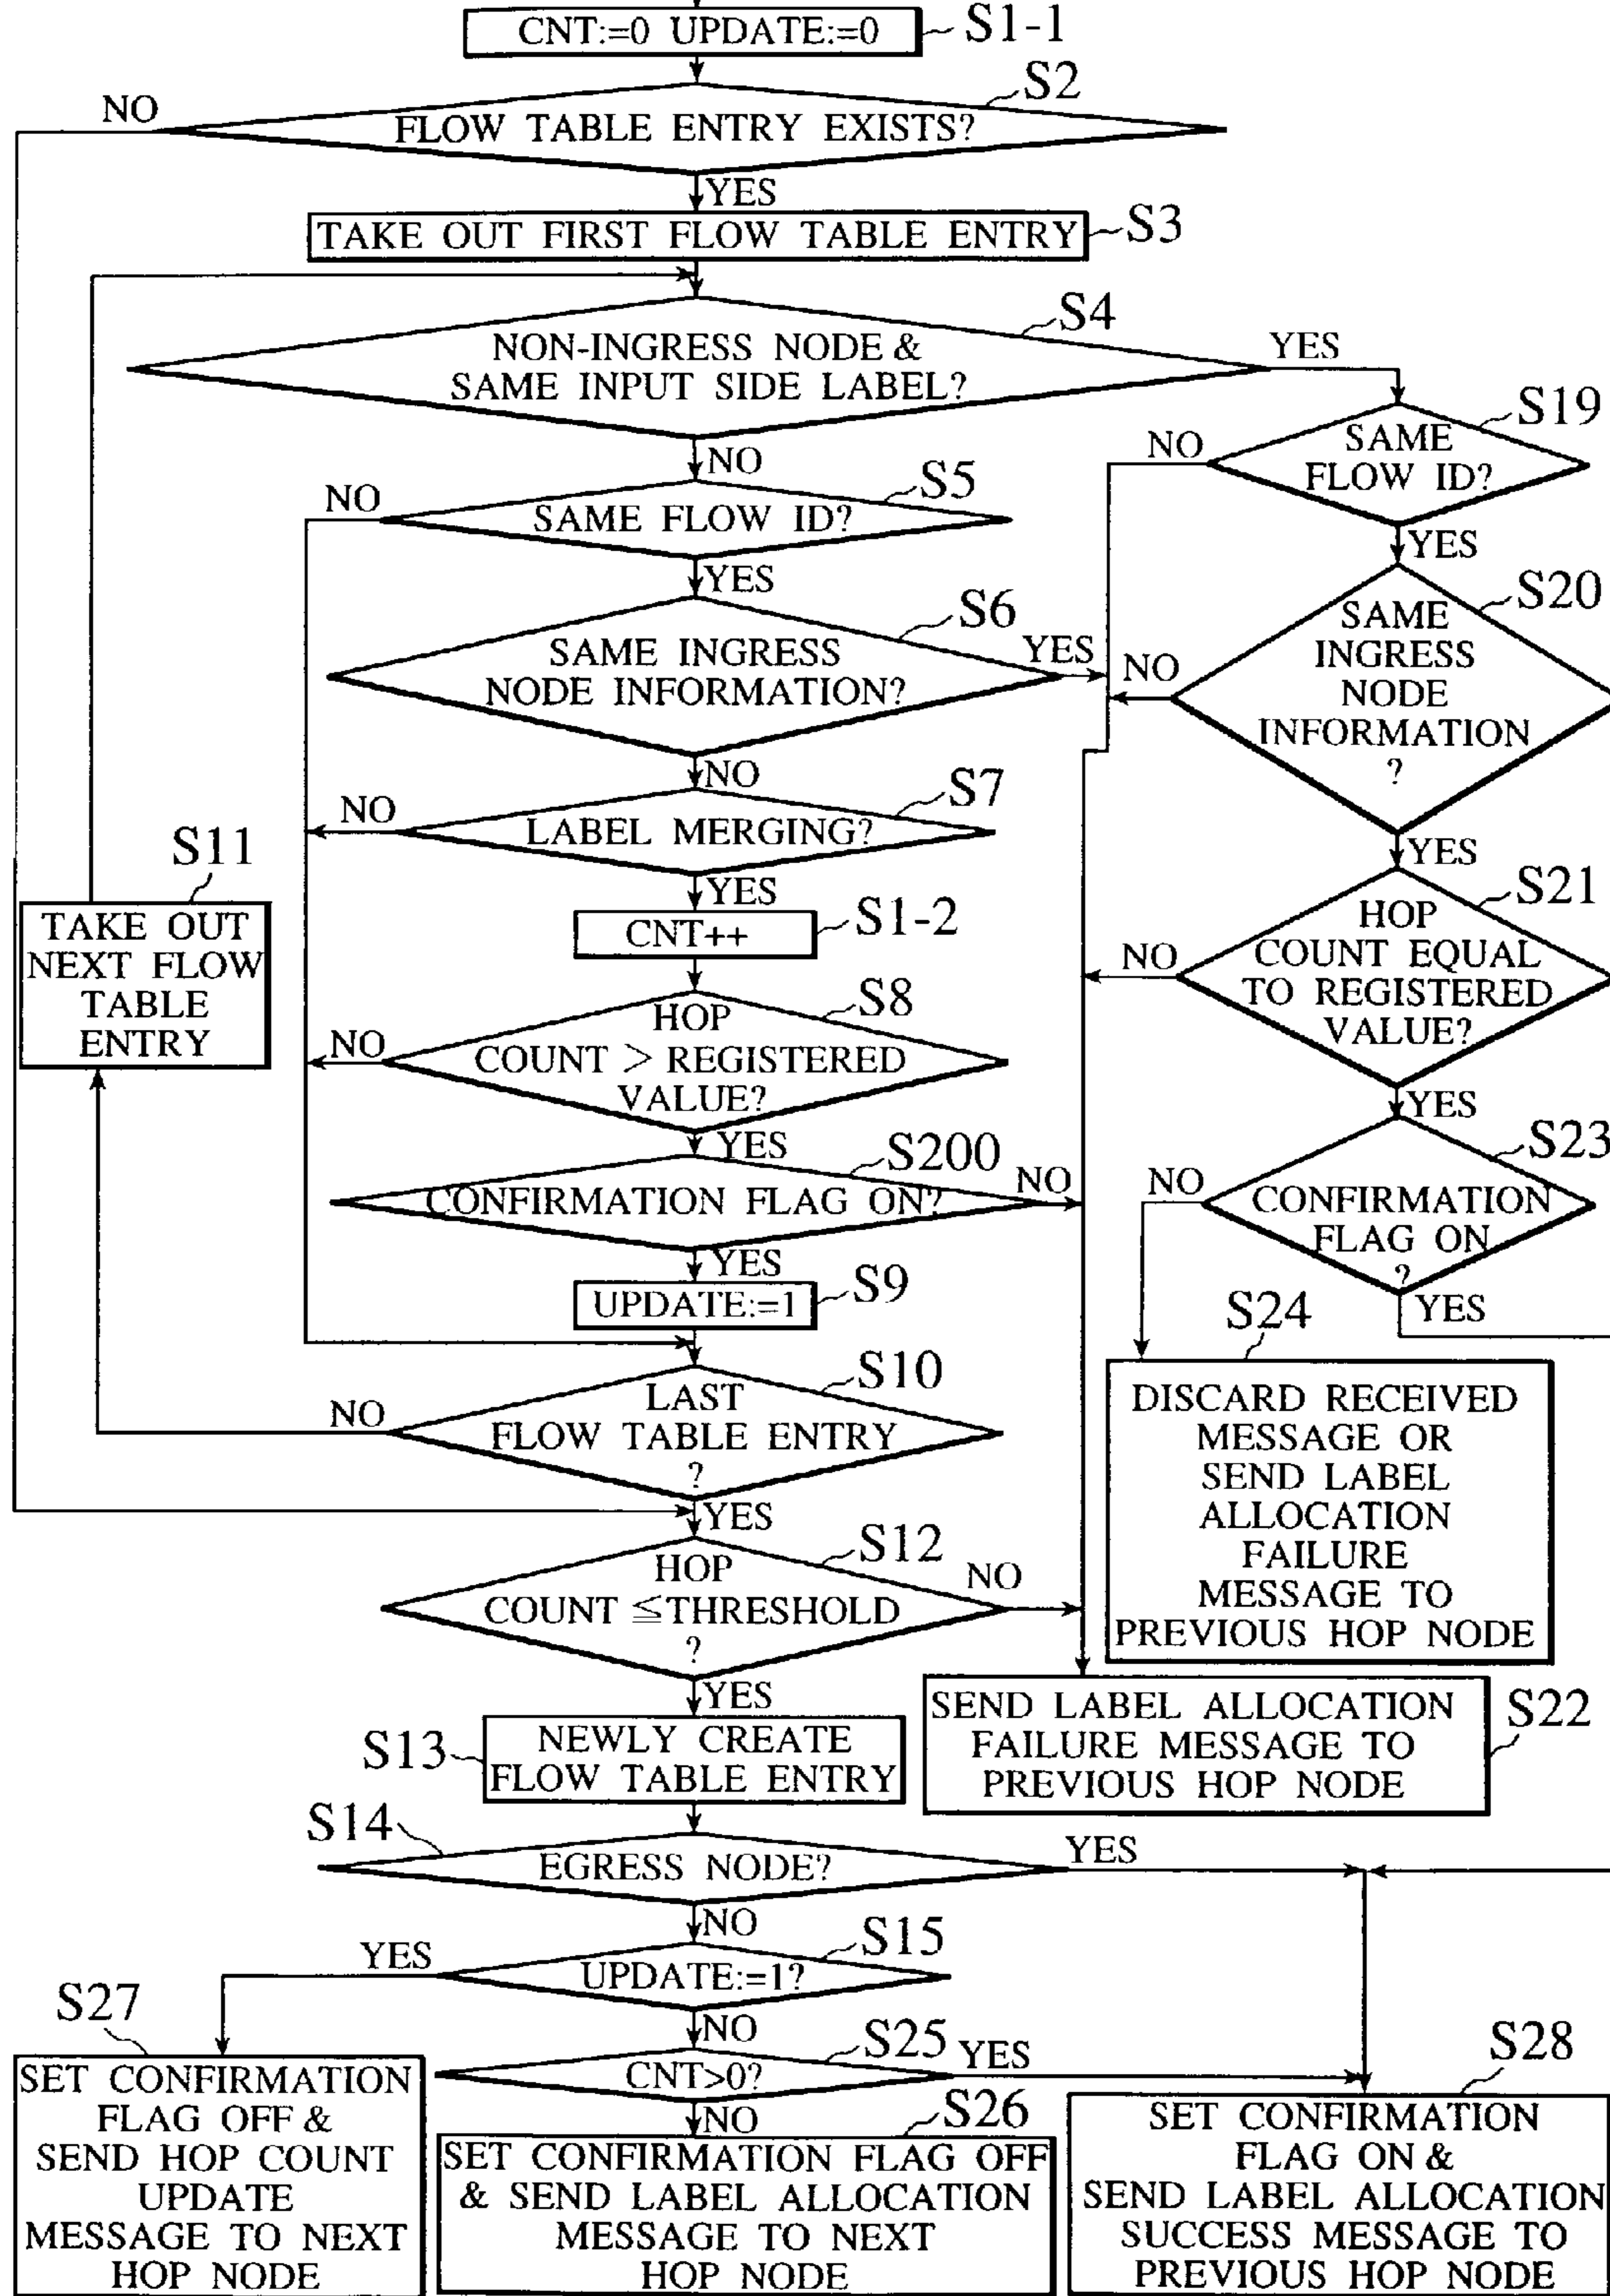 CNT:=0 UPDATE:=0
S1-1
S2
NO
FLOW TABLE ENTRY EXISTS?
YES
TAKE OUT FIRST FLOW TABLE ENTRY
S3
S4
NON-INGRESS NODE &
SAME INPUT SIDE LABEL?
YES
NO
S19
SAME
FLOW ID?
NO
YES
S5
SAME FLOW ID?
NO
YES
S20
SAME
INGRESS
NODE
INFORMATION
?
NO
YES
S6
SAME INGRESS
NODE INFORMATION?
YES
NO
S7
LABEL MERGING?
NO
YES
S11
TAKE OUT
NEXT FLOW
TABLE
ENTRY
CNT++
S1-2
S21
HOP
COUNT EQUAL
TO REGISTERED
VALUE?
NO
YES
S8
HOP
COUNT > REGISTERED
VALUE?
NO
YES
S200
CONFIRMATION FLAG ON?
NO
YES
S23
CONFIRMATION
FLAG ON
?
NO
YES
UPDATE:=1
S9
S24
DISCARD RECEIVED
MESSAGE OR
SEND LABEL
ALLOCATION
FAILURE
MESSAGE TO
PREVIOUS HOP NODE
S10
LAST
FLOW TABLE ENTRY
?
NO
YES
S12
HOP
COUNT ≦THRESHOLD
?
NO
YES
S13
NEWLY CREATE
FLOW TABLE ENTRY
SEND LABEL ALLOCATION
FAILURE MESSAGE TO
PREVIOUS HOP NODE
S22
S14
EGRESS NODE?
YES
NO
S15
UPDATE:=1?
YES
NO
S27
SET CONFIRMATION
FLAG OFF &
SEND HOP COUNT
UPDATE
MESSAGE TO NEXT
HOP NODE
S25
CNT>0?
YES
NO
S26
SET CONFIRMATION FLAG OFF
& SEND LABEL ALLOCATION
MESSAGE TO NEXT
HOP NODE
S28
SET CONFIRMATION
FLAG ON &
SEND LABEL ALLOCATION
SUCCESS MESSAGE TO
PREVIOUS HOP NODE